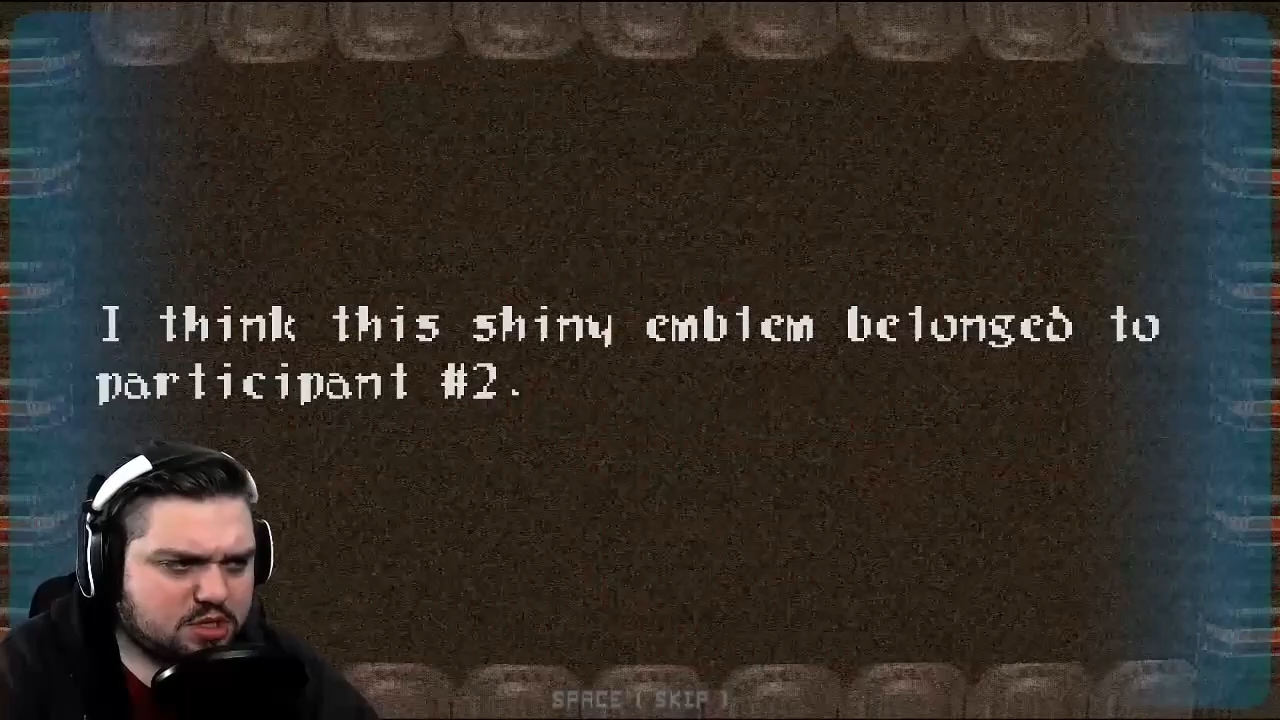 I think this shiny emblem belonged to
participant #2.
SPACE ( SKIP )